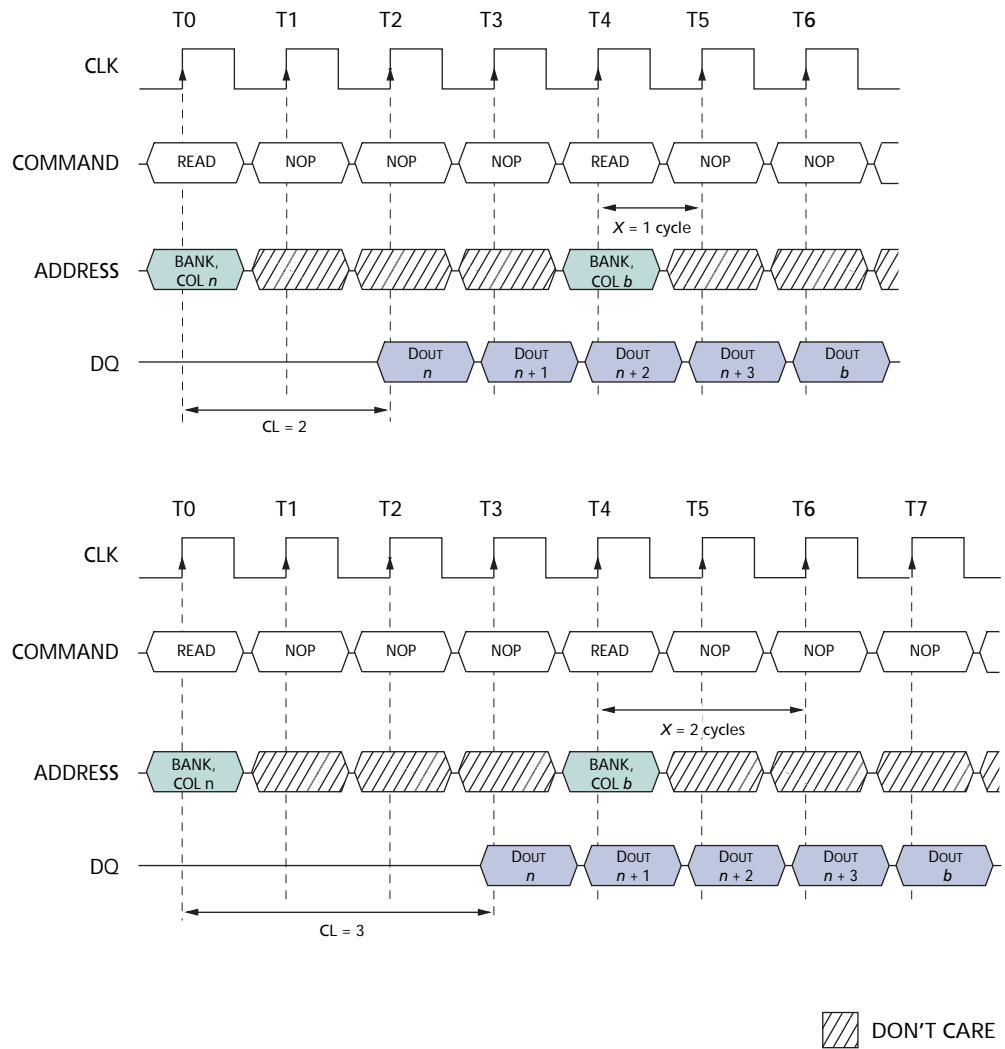 T0 T1 T2 T3 T4 T5 T6
CLK
COMMAND READ NOP NOP NOP READ NOP NOP
X = 1 cycle
ADDRESS BANK, COL n BANK, COL b
DQ DOUT n DOUT n + 1 DOUT n + 2 DOUT n + 3 DOUT b
CL = 2
T0 T1 T2 T3 T4 T5 T6 T7
CLK
COMMAND READ NOP NOP NOP READ NOP NOP NOP
X = 2 cycles
ADDRESS BANK, COL n BANK, COL b
DQ DOUT n DOUT n + 1 DOUT n + 2 DOUT n + 3 DOUT b
CL = 3
DON'T CARE